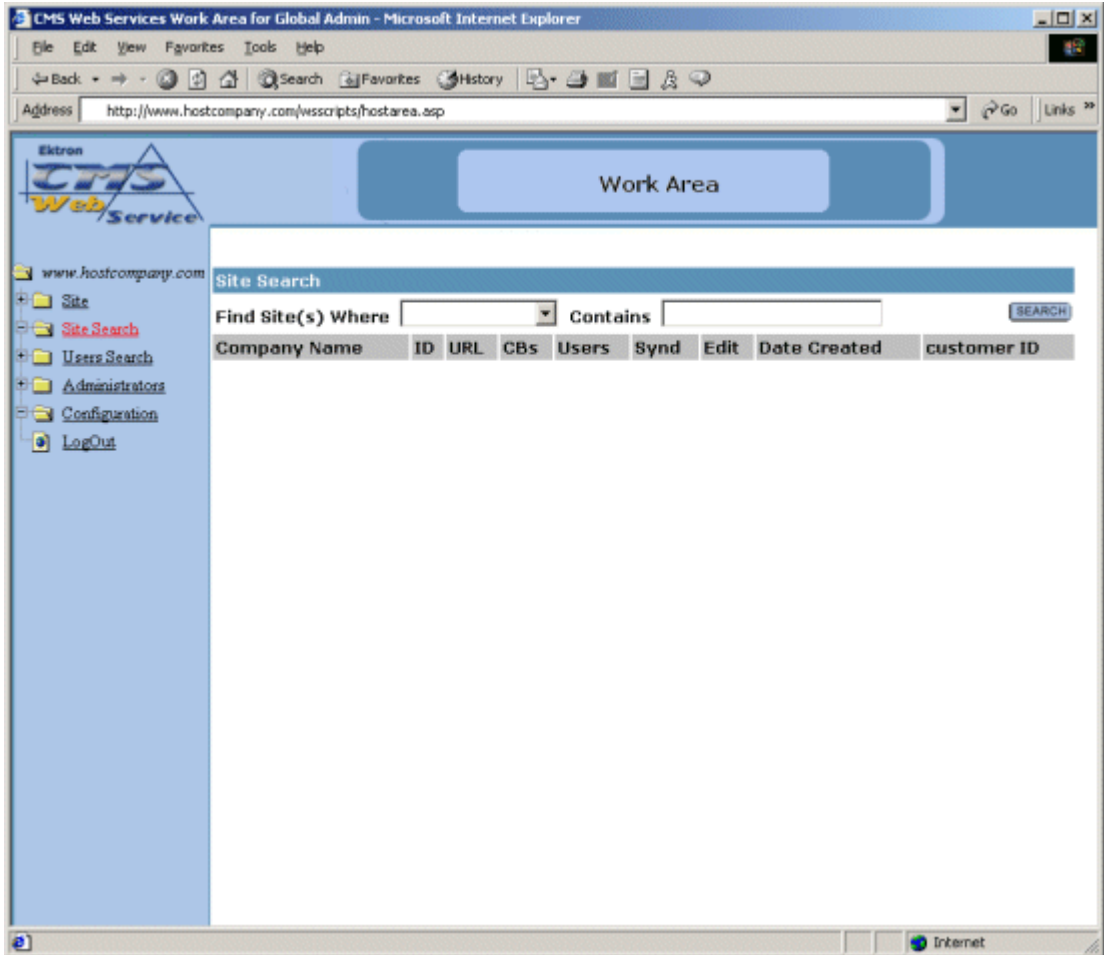 CMS Web Services Work Area for Global Admin - Microsoft Internet Explorer
File Edit View Favorites Tools Help
Back Search Favorites History
Address http://www.hostcompany.com/wsscripts/hostarea.asp Go Links »
Ektron
CMS
Web
Service
Work Area
www.hostcompany.com
Site
Site Search
Users Search
Administrators
Configuration
LogOut
Site Search
Find Site(s) Where Contains SEARCH
Company Name ID URL CBs Users Synd Edit Date Created customer ID
Internet